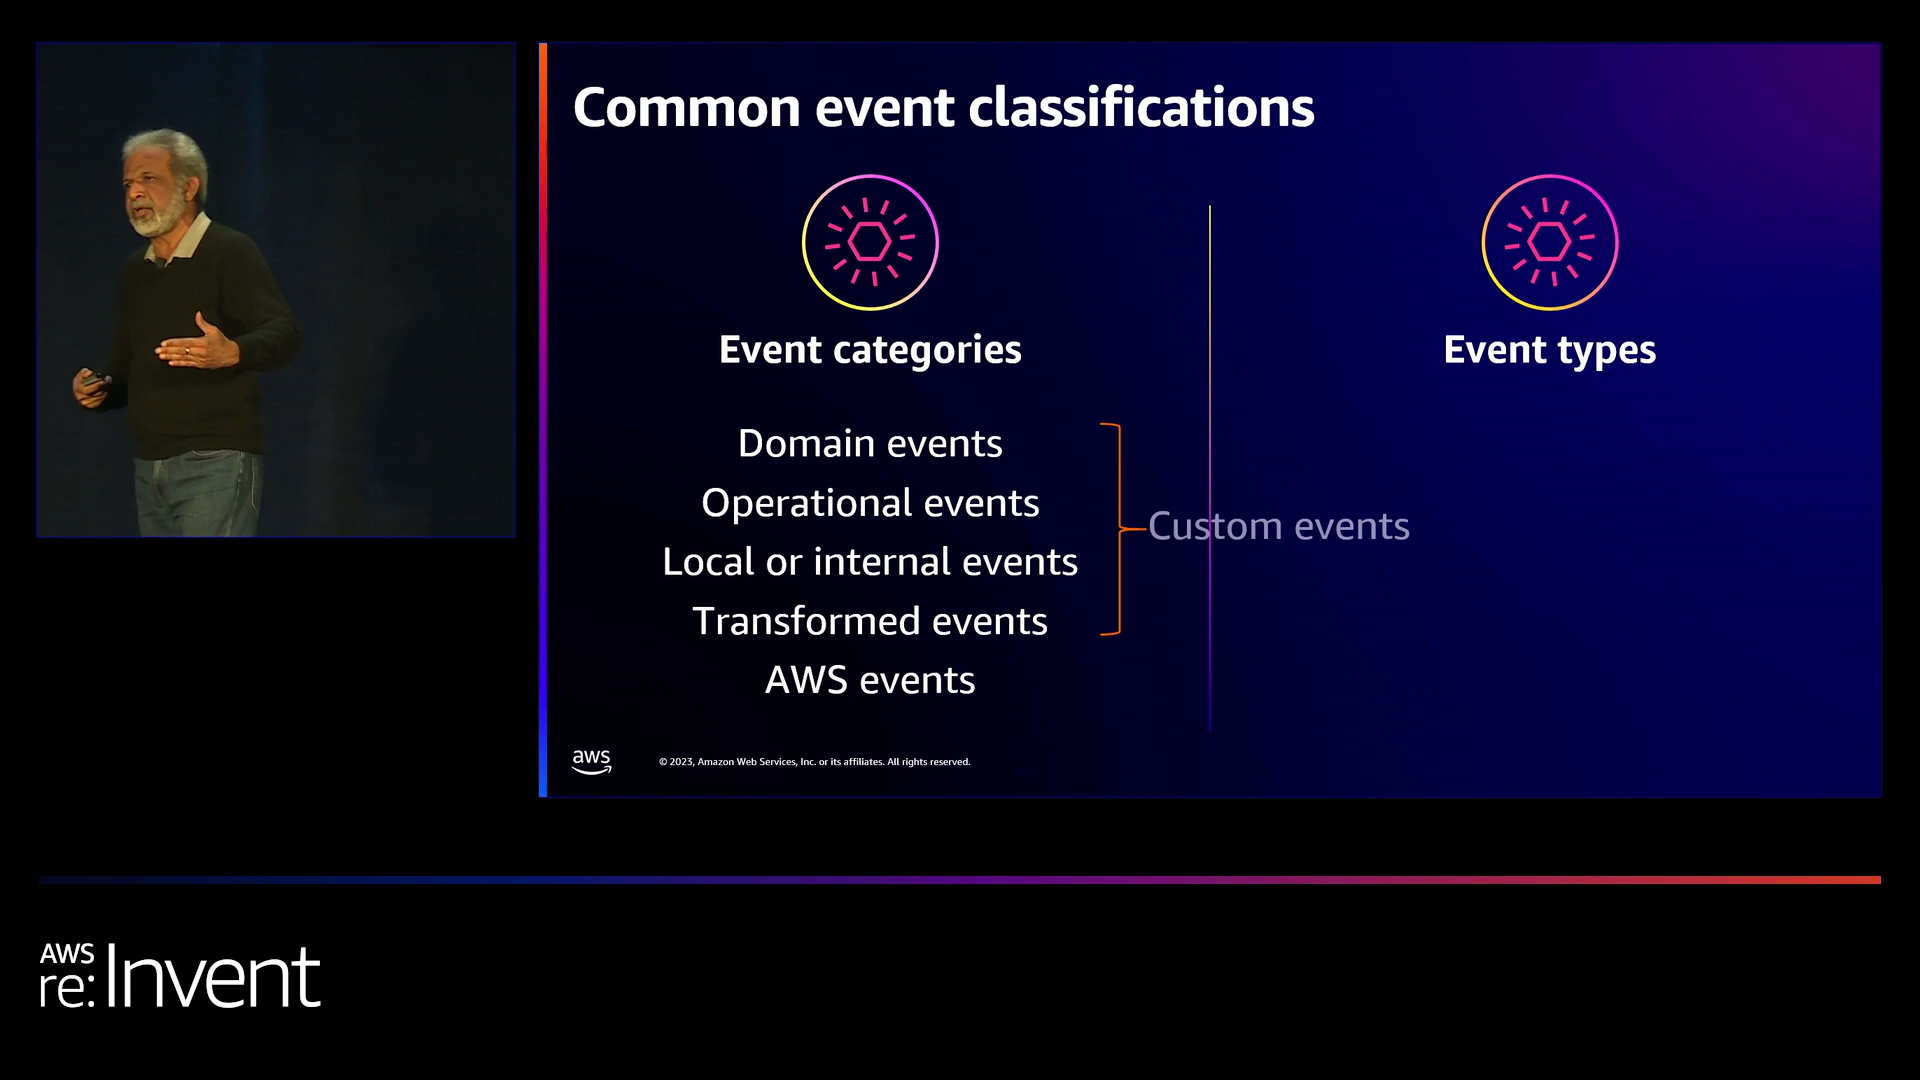 Common event classifications
Event categories
Event types
Domain events
Operational events
Local or internal events
Transformed events
AWS events
Custom events
aws
© 2023, Amazon Web Services, Inc. or its affiliates. All rights reserved.
AWS
re:Invent